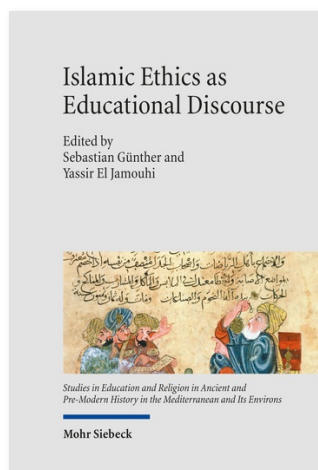 Islamic Ethics as
Educational Discourse
Edited by
Sebastian Günther and
Yassir El Jamouhi
Studies in Education and Religion in Ancient and
Pre-Modern History in the Mediterranean and Its Environs
Mohr Siebeck